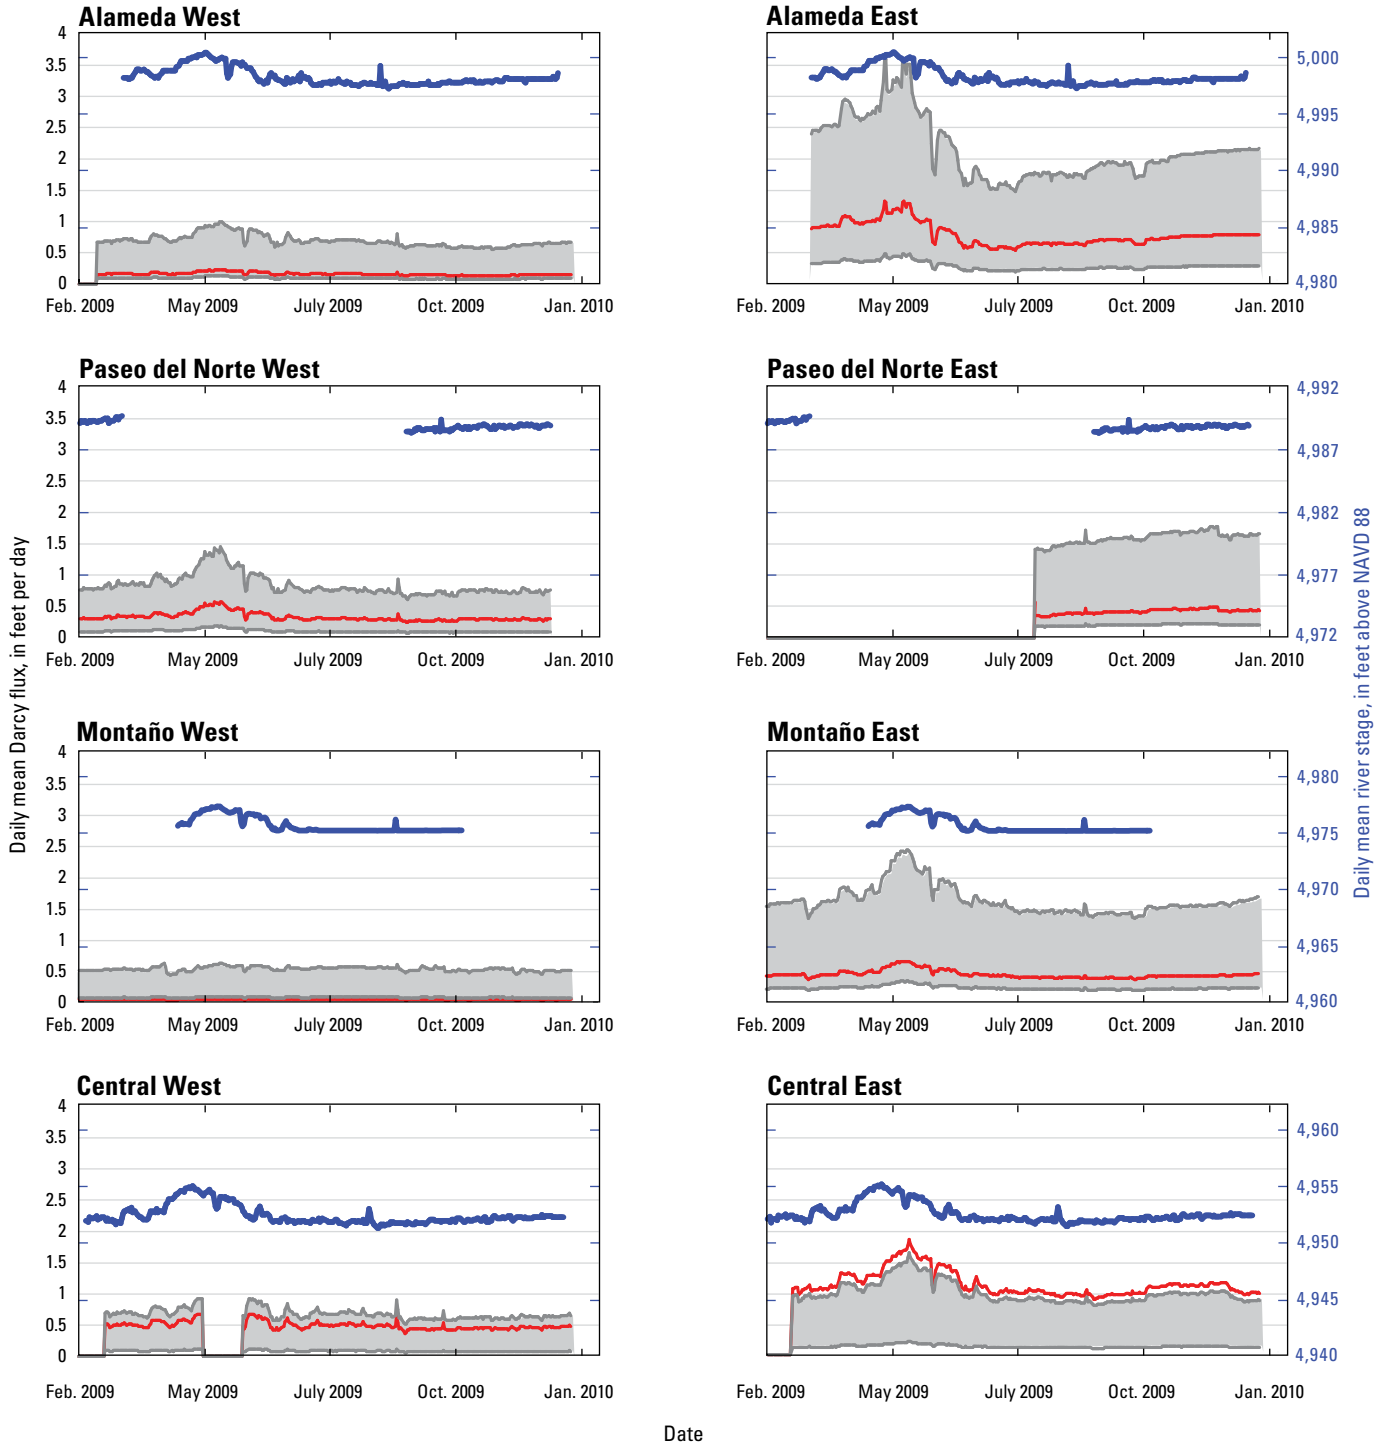 Alameda West
4
3.5
3
2.5
2
1.5
1
0.5
0
Feb. 2009 May 2009 July 2009 Oct. 2009 Jan. 2010
Alameda East
5,000
4,995
4,990
4,985
4,980
Feb. 2009 May 2009 July 2009 Oct. 2009 Jan. 2010
Paseo del Norte West
4
3.5
3
2.5
2
1.5
1
0.5
0
Feb. 2009 May 2009 July 2009 Oct. 2009 Jan. 2010
Paseo del Norte East
4,992
4,987
4,982
4,977
4,972
Feb. 2009 May 2009 July 2009 Oct. 2009 Jan. 2010
Daily mean Darcy flux, in feet per day
Daily mean river stage, in feet above NAVD 88
Montaño West
4
3.5
3
2.5
2
1.5
1
0.5
0
Feb. 2009 May 2009 July 2009 Oct. 2009 Jan. 2010
Montaño East
4,980
4,975
4,970
4,965
4,960
Feb. 2009 May 2009 July 2009 Oct. 2009 Jan. 2010
Central West
4
3.5
3
2.5
2
1.5
1
0.5
0
Feb. 2009 May 2009 July 2009 Oct. 2009 Jan. 2010
Central East
4,960
4,955
4,950
4,945
4,940
Feb. 2009 May 2009 July 2009 Oct. 2009 Jan. 2010
Date